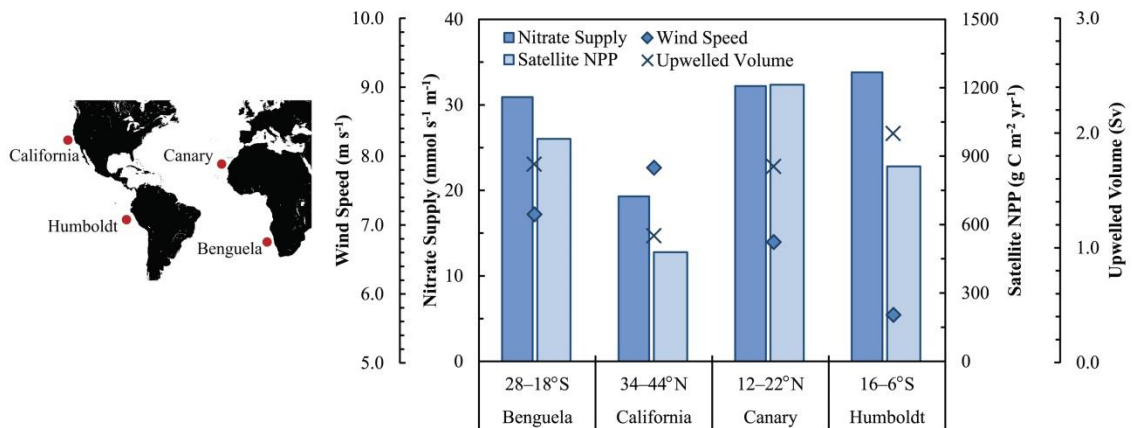 California
Canary
Humboldt
Benguela
Wind Speed (m s⁻¹)
10.0
9.0
8.0
7.0
6.0
5.0
Nitrate Supply (mmol s⁻¹ m⁻¹)
40
30
20
10
0
Nitrate Supply
Wind Speed
Satellite NPP
Upwelled Volume
28–18°S
34–44°N
12–22°N
16–6°S
Benguela
California
Canary
Humboldt
1500
1200
900
600
300
0
Satellite NPP (g C m⁻² yr⁻¹)
3.0
2.0
1.0
0.0
Upwelled Volume (Sv)